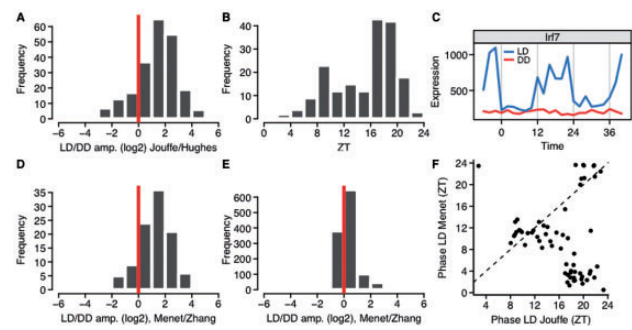 A
Frequency
60
50
40
30
20
10
0
−6 −4 −2 0 2 4 6
LD/DD amp. (log2) Jouffe/Hughes
B
Frequency
40
30
20
10
0
0 4 8 12 16 20 24
ZT
C
Irf7
LD
DD
Expression
1000
500
0 12 24 36
Time
D
Frequency
35
25
15
5
0
−6 −4 −2 0 2 4 6
LD/DD amp. (log2), Menet/Zhang
E
Frequency
600
500
400
300
200
100
0
−6 −4 −2 0 2 4 6
LD/DD amp. (log2), Menet/Zhang
F
Phase LD Menet (ZT)
24
20
16
12
8
4
0
4 8 12 16 20 24
Phase LD Jouffe (ZT)